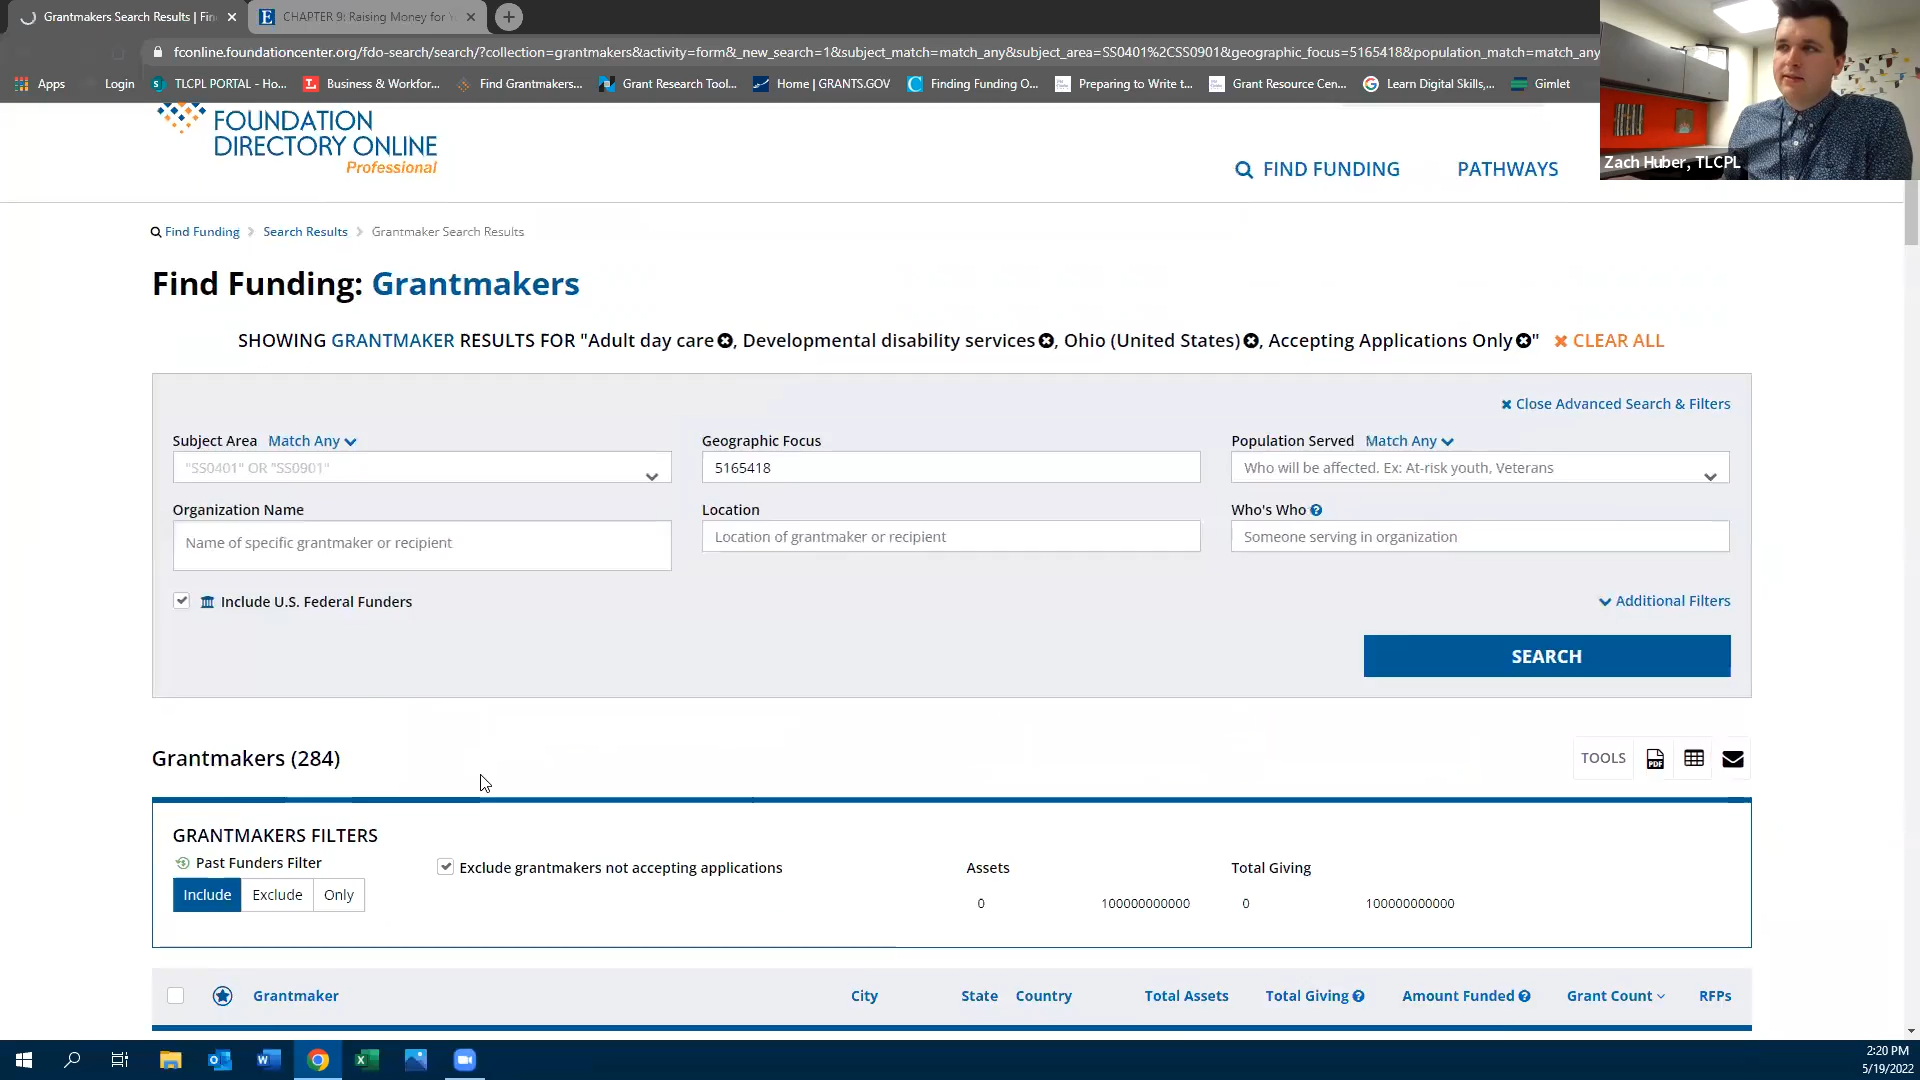 Grantmakers Search Results | Fin
CHAPTER 9: Raising Money for Y
fconline.foundationcenter.org/fdo-search/search/?collection=grantmakers&activity=form&_new_search=1&subject_match=match_any&subject_area=SS0401%2CSS0901&geographic_focus=5165418&population_match=match_any
Apps Login TLCPL PORTAL - Ho... Business & Workfor... Find Grantmakers... Grant Research Tool... Home | GRANTS.GOV Finding Funding O... Preparing to Write t... Grant Resource Cen... Learn Digital Skills,... Gimlet
FOUNDATION
DIRECTORY ONLINE
Professional
FIND FUNDING PATHWAYS
Zach Huber, TLCPL
Find Funding Search Results Grantmaker Search Results
Find Funding: Grantmakers
SHOWING GRANTMAKER RESULTS FOR "Adult day care, Developmental disability services, Ohio (United States), Accepting Applications Only" CLEAR ALL
Close Advanced Search & Filters
Subject Area Match Any Geographic Focus Population Served Match Any
"SS0401" OR "SS0901" 5165418 Who will be affected. Ex: At-risk youth, Veterans
Organization Name Location Who's Who
Name of specific grantmaker or recipient Location of grantmaker or recipient Someone serving in organization
Include U.S. Federal Funders Additional Filters
SEARCH
Grantmakers (284) TOOLS PDF
GRANTMAKERS FILTERS
Past Funders Filter Exclude grantmakers not accepting applications Assets Total Giving
Include Exclude Only 0 100000000000 0 100000000000
Grantmaker City State Country Total Assets Total Giving Amount Funded Grant Count RFPs
2:20 PM
5/19/2022